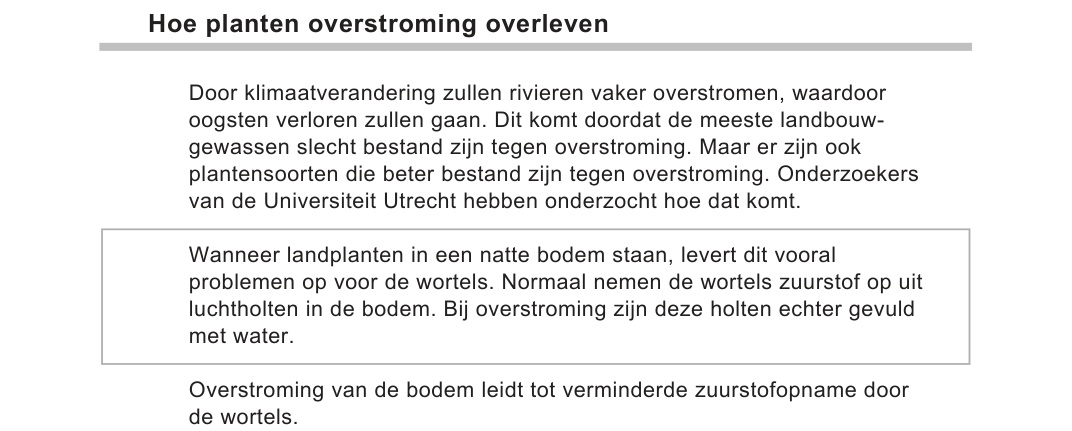 Hoe planten overstroming overleven
Door klimaatverandering zullen rivieren vaker overstromen, waardoor
oogsten verloren zullen gaan. Dit komt doordat de meeste landbouw-
gewassen slecht bestand zijn tegen overstroming. Maar er zijn ook
plantensoorten die beter bestand zijn tegen overstroming. Onderzoekers
van de Universiteit Utrecht hebben onderzocht hoe dat komt.
Wanneer landplanten in een natte bodem staan, levert dit vooral
problemen op voor de wortels. Normaal nemen de wortels zuurstof op uit
luchtholten in de bodem. Bij overstroming zijn deze holten echter gevuld
met water.
Overstroming van de bodem leidt tot verminderde zuurstofopname door
de wortels.